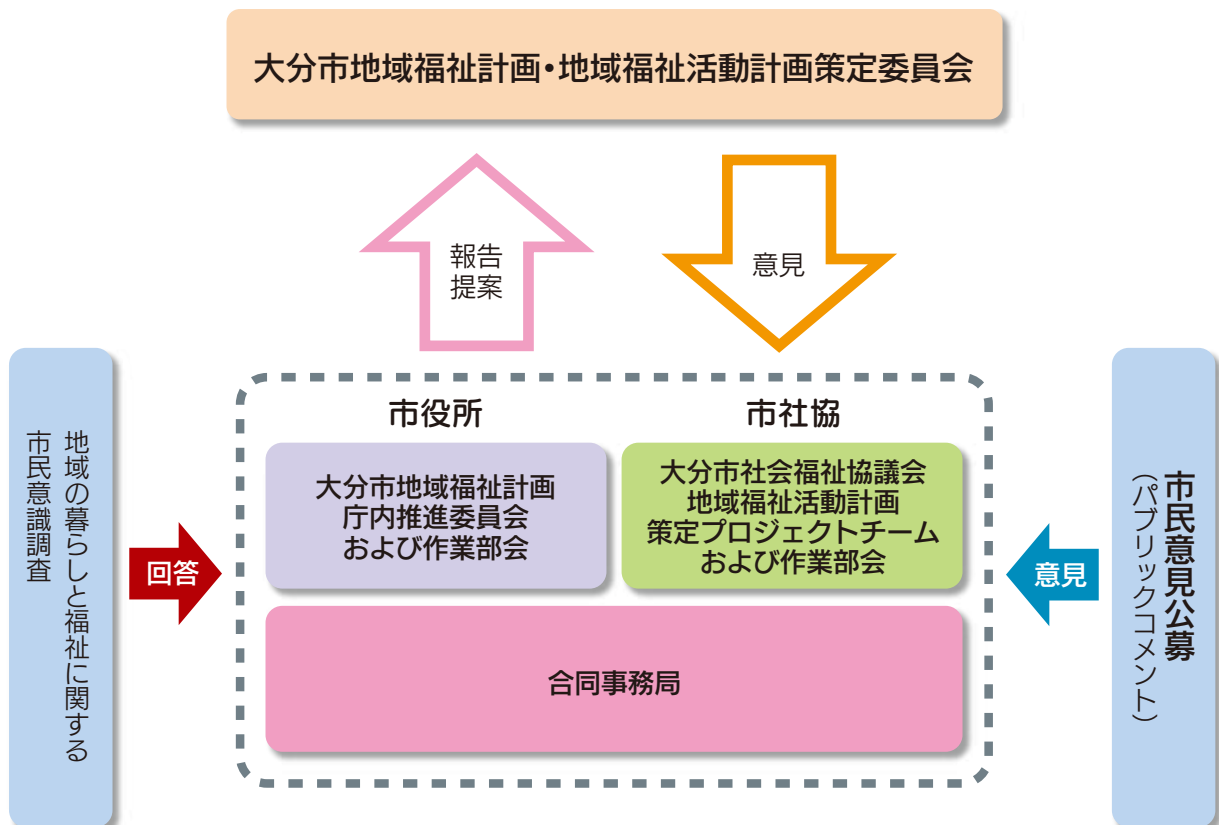 大分市地域福祉計画・地域福祉活動計画策定委員会
報告
提案
意見
地域の暮らしと福祉に関する
市民意識調査
回答
市役所
大分市地域福祉計画
庁内推進委員会
および作業部会
市社協
大分市社会福祉協議会
地域福祉活動計画
策定プロジェクトチーム
および作業部会
合同事務局
意見
市民意見公募
（パブリックコメント）